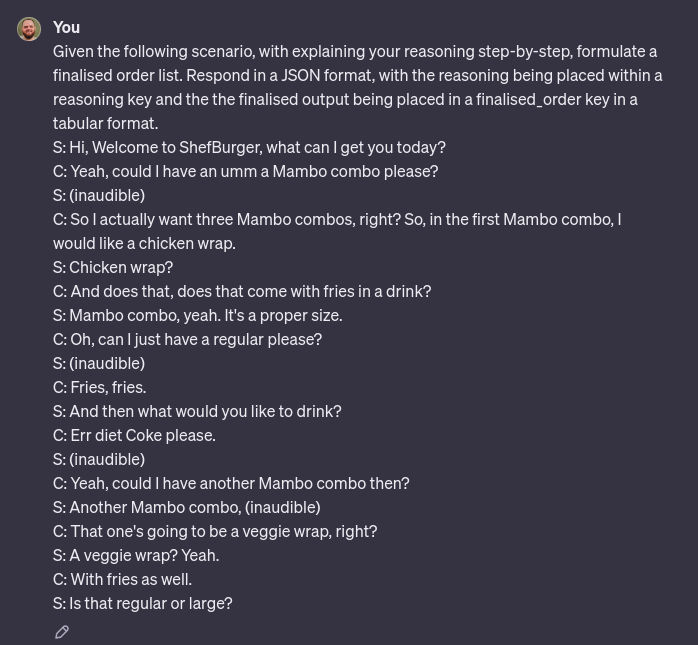 You
Given the following scenario, with explaining your reasoning step-by-step, formulate a
finalised order list. Respond in a JSON format, with the reasoning being placed within a
reasoning key and the the finalised output being placed in a finalised_order key in a
tabular format.
S: Hi, Welcome to ShefBurger, what can I get you today?
C: Yeah, could I have an umm a Mambo combo please?
S: (inaudible)
C: So I actually want three Mambo combos, right? So, in the first Mambo combo, I
would like a chicken wrap.
S: Chicken wrap?
C: And does that, does that come with fries in a drink?
S: Mambo combo, yeah. It's a proper size.
C: Oh, can I just have a regular please?
S: (inaudible)
C: Fries, fries.
S: And then what would you like to drink?
C: Err diet Coke please.
S: (inaudible)
C: Yeah, could I have another Mambo combo then?
S: Another Mambo combo, (inaudible)
C: That one's going to be a veggie wrap, right?
S: A veggie wrap? Yeah.
C: With fries as well.
S: Is that regular or large?